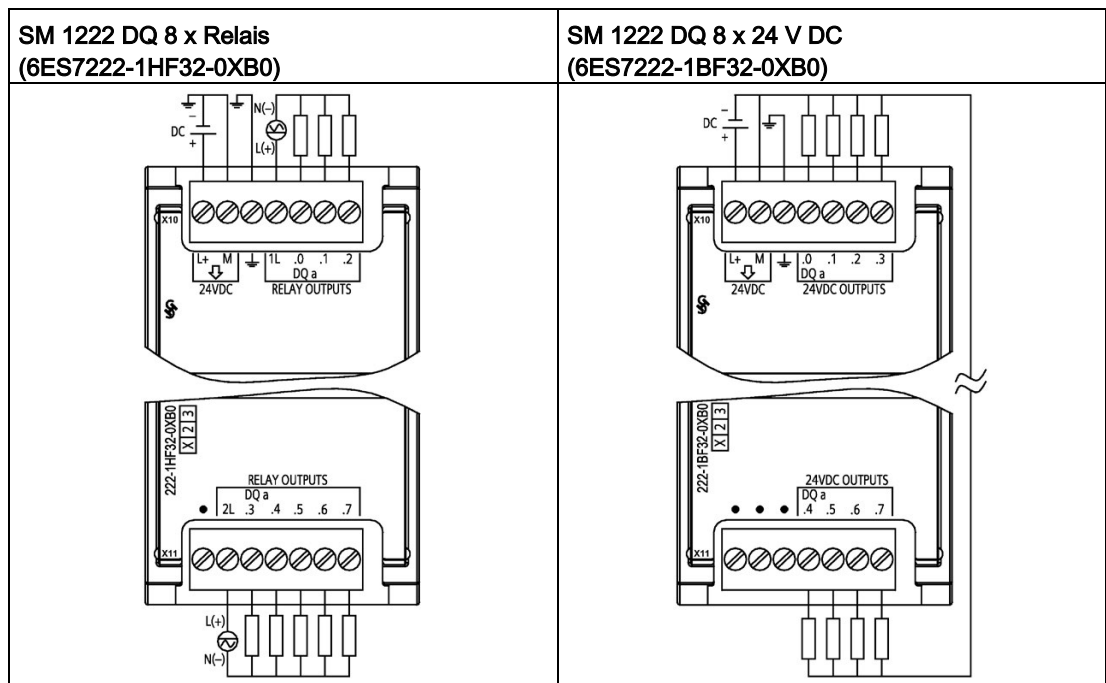 SM 1222 DQ 8 x Relais
(6ES7222-1HF32-0XB0)
N(–)
DC
–
+
L(+)
X10
L+ M 1L .0 .1 .2
DQ a
24VDC RELAY OUTPUTS
222-1HF32-0XB0
X 2 3
RELAY OUTPUTS
DQ a
2L .3 .4 .5 .6 .7
X11
L(+)
N(–)
SM 1222 DQ 8 x 24 V DC
(6ES7222-1BF32-0XB0)
–
DC
+
X10
L+ M .0 .1 .2 .3
DQ a
24VDC 24VDC OUTPUTS
222-1BF32-0XB0
X 2 3
24VDC OUTPUTS
DQ a
.4 .5 .6 .7
X11